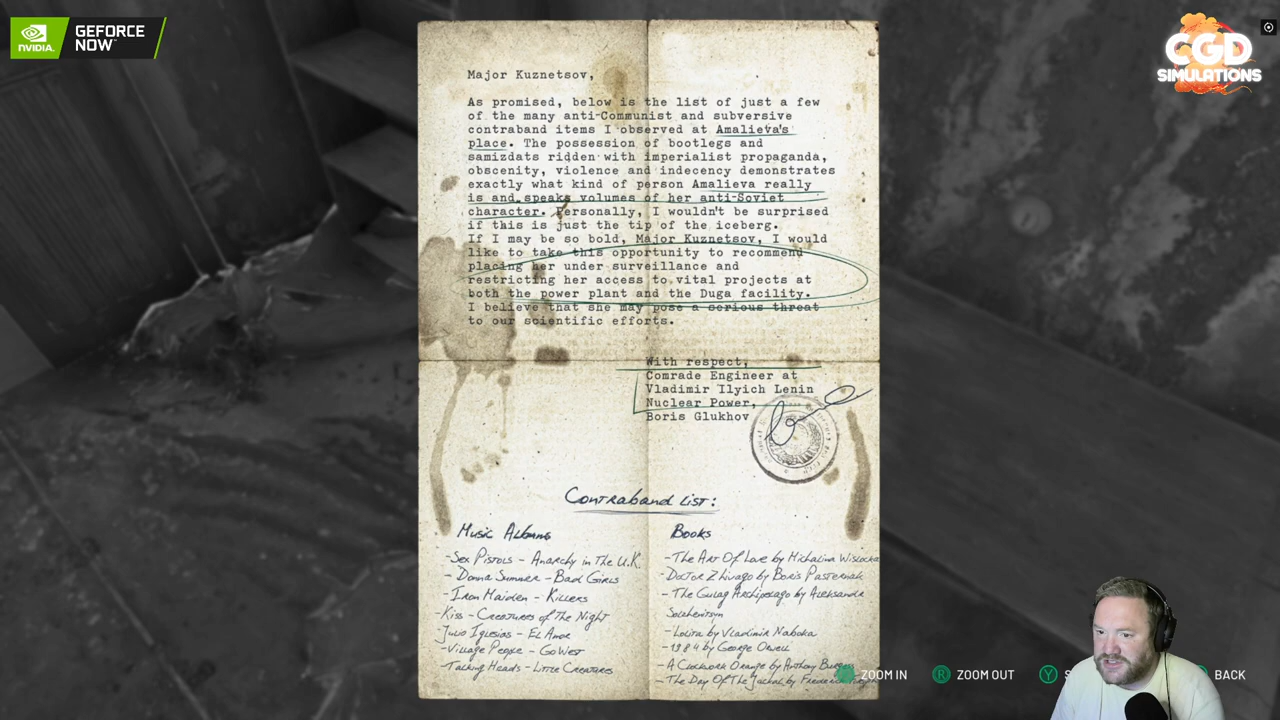 NVIDIA
GEFORCE
NOW
CGD
SIMULATIONS
Major Kuznetsov,
As promised, below is the list of just a few
of the many anti-Communist and subversive
contraband items I observed at Amalieva's
place. The possession of bootlegs and
samizdats ridden with imperialist propaganda,
obscenity, violence and indecency demonstrates
exactly what kind of person Amalieva really
is and speaks volumes of her anti-Soviet
character. Personally, I wouldn't be surprised
if this is just the tip of the iceberg.
If I may be so bold, Major Kuznetsov, I would
like to take this opportunity to recommend
placing her under surveillance and
restricting her access to vital projects at
both the power plant and the Duga facility.
I believe that she may pose a serious threat
to our scientific efforts.
With respect,
Comrade Engineer at
Vladimir Ilyich Lenin
Nuclear Power,
Boris Glukhov
Contraband List:
Music Albums
-Sex Pistols - Anarchy in The U.K.
- Donna Summer - Bad Girls
-Iron Maiden - Killers
Kiss - Creatures of The Night
Julio Iglesias - El Amor
-Village People - Go West
Talking Heads - Little Creatures
Books
-The Art Of Love by Michalina Wislocka
-Doctor Zhivago by Boris Pasternak
- The Gulag Archipelago by Aleksandr
Solzhenitsyn
-Lolita by Vladimir Naboka
-1984 by George Orwell
-A Clockwork Orange by Anthony
-The Day Of The Jackal by
ZOOM IN
R ZOOM OUT
Y
BACK